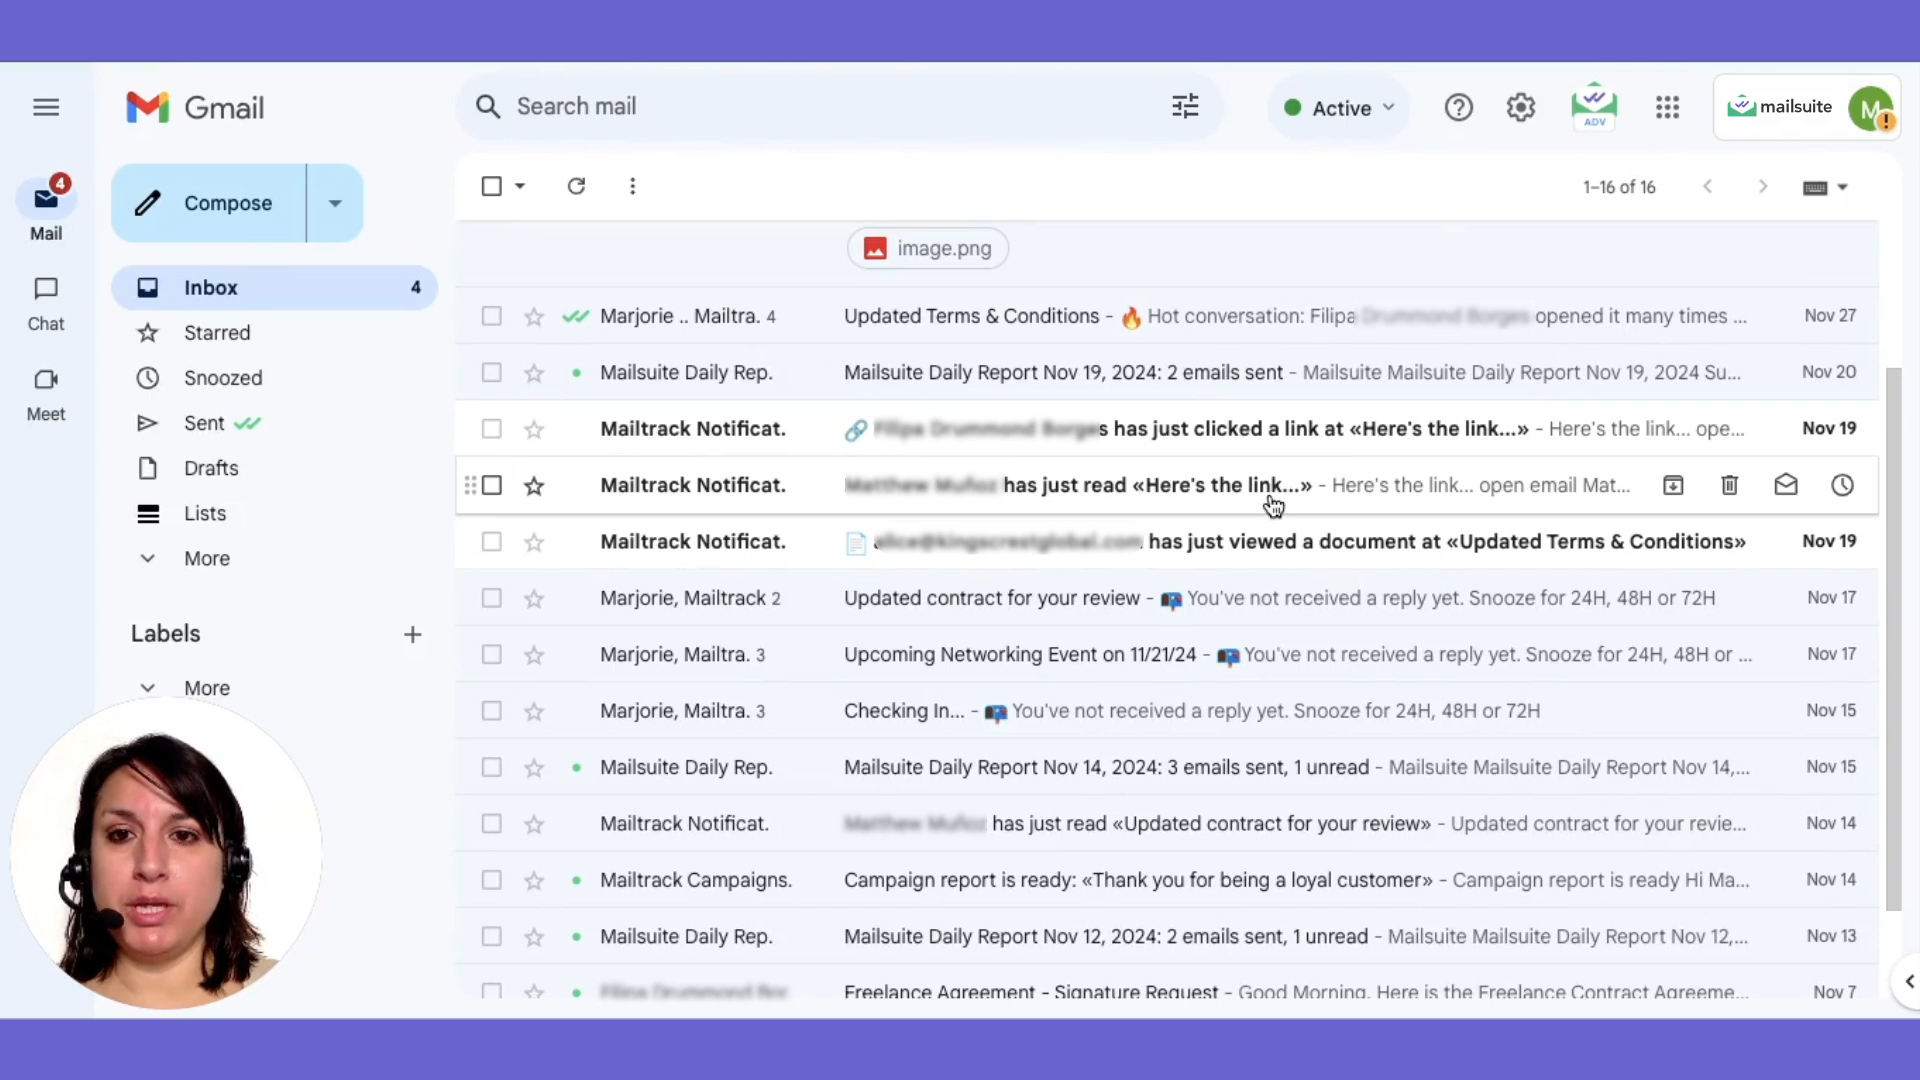 Gmail
Search mail
Active
ADV
mailsuite
M
!
4
Mail
Compose
1–16 of 16
Chat
Meet
Inbox 4
Starred
Snoozed
Sent
Drafts
Lists
More
Labels +
More
image.png
Marjorie .. Mailtra. 4 Updated Terms & Conditions - Hot conversation: Filipa opened it many times ... Nov 27
Mailsuite Daily Rep. Mailsuite Daily Report Nov 19, 2024: 2 emails sent - Mailsuite Mailsuite Daily Report Nov 19, 2024 Su... Nov 20
Mailtrack Notificat. s has just clicked a link at «Here's the link...» - Here's the link... ope... Nov 19
Mailtrack Notificat. has just read «Here's the link...» - Here's the link... open email Mat...
Mailtrack Notificat. has just viewed a document at «Updated Terms & Conditions» Nov 19
Marjorie, Mailtrack 2 Updated contract for your review - You've not received a reply yet. Snooze for 24H, 48H or 72H Nov 17
Marjorie, Mailtra. 3 Upcoming Networking Event on 11/21/24 - You've not received a reply yet. Snooze for 24H, 48H or ... Nov 17
Marjorie, Mailtra. 3 Checking In... - You've not received a reply yet. Snooze for 24H, 48H or 72H Nov 15
Mailsuite Daily Rep. Mailsuite Daily Report Nov 14, 2024: 3 emails sent, 1 unread - Mailsuite Mailsuite Daily Report Nov 14,... Nov 15
Mailtrack Notificat. has just read «Updated contract for your review» - Updated contract for your revie... Nov 14
Mailtrack Campaigns. Campaign report is ready: «Thank you for being a loyal customer» - Campaign report is ready Hi Ma... Nov 14
Mailsuite Daily Rep. Mailsuite Daily Report Nov 12, 2024: 2 emails sent, 1 unread - Mailsuite Mailsuite Daily Report Nov 12,... Nov 13
Freelance Agreement - Signature Request - Good Morning, Here is the Freelance Contract Agreeme... Nov 7